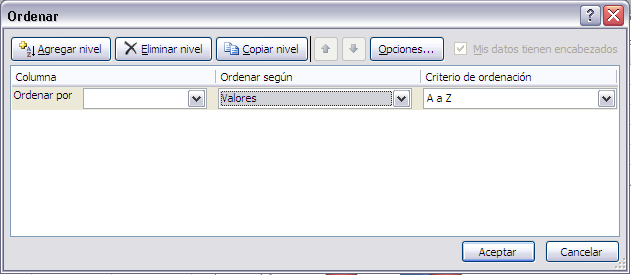 Ordenar
Agregar nivel Eliminar nivel Copiar nivel Opciones... Mis datos tienen encabezados
Columna Ordenar según Criterio de ordenación
Ordenar por Valores A a Z
Aceptar Cancelar